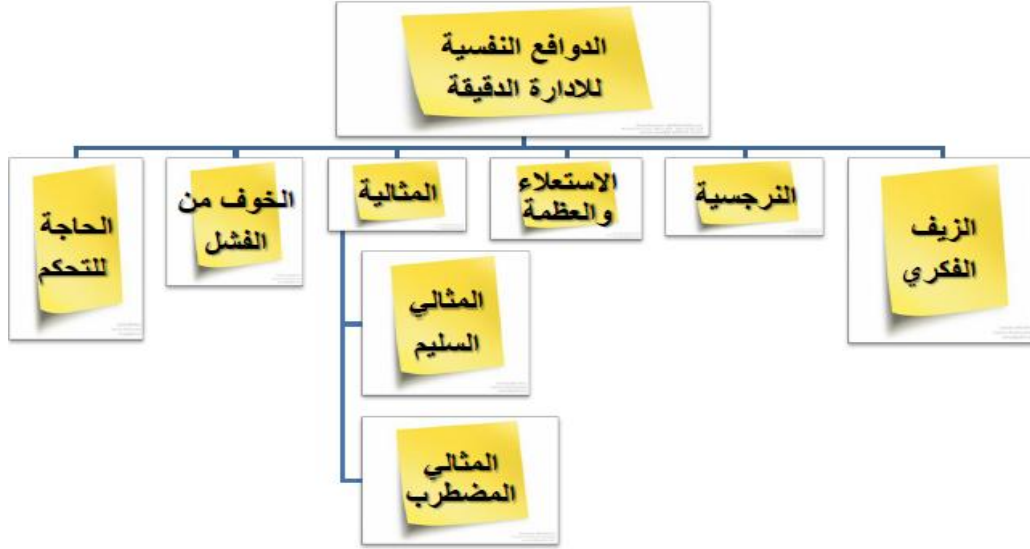 الدوافع النفسية
للادارة الدقيقة
الزيف
الفكري
النرجسية
الاستعلاء
والعظمة
المثالية
المثالي
السليم
المثالي
المضطرب
الخوف من
الفشل
الحاجة
للتحكم